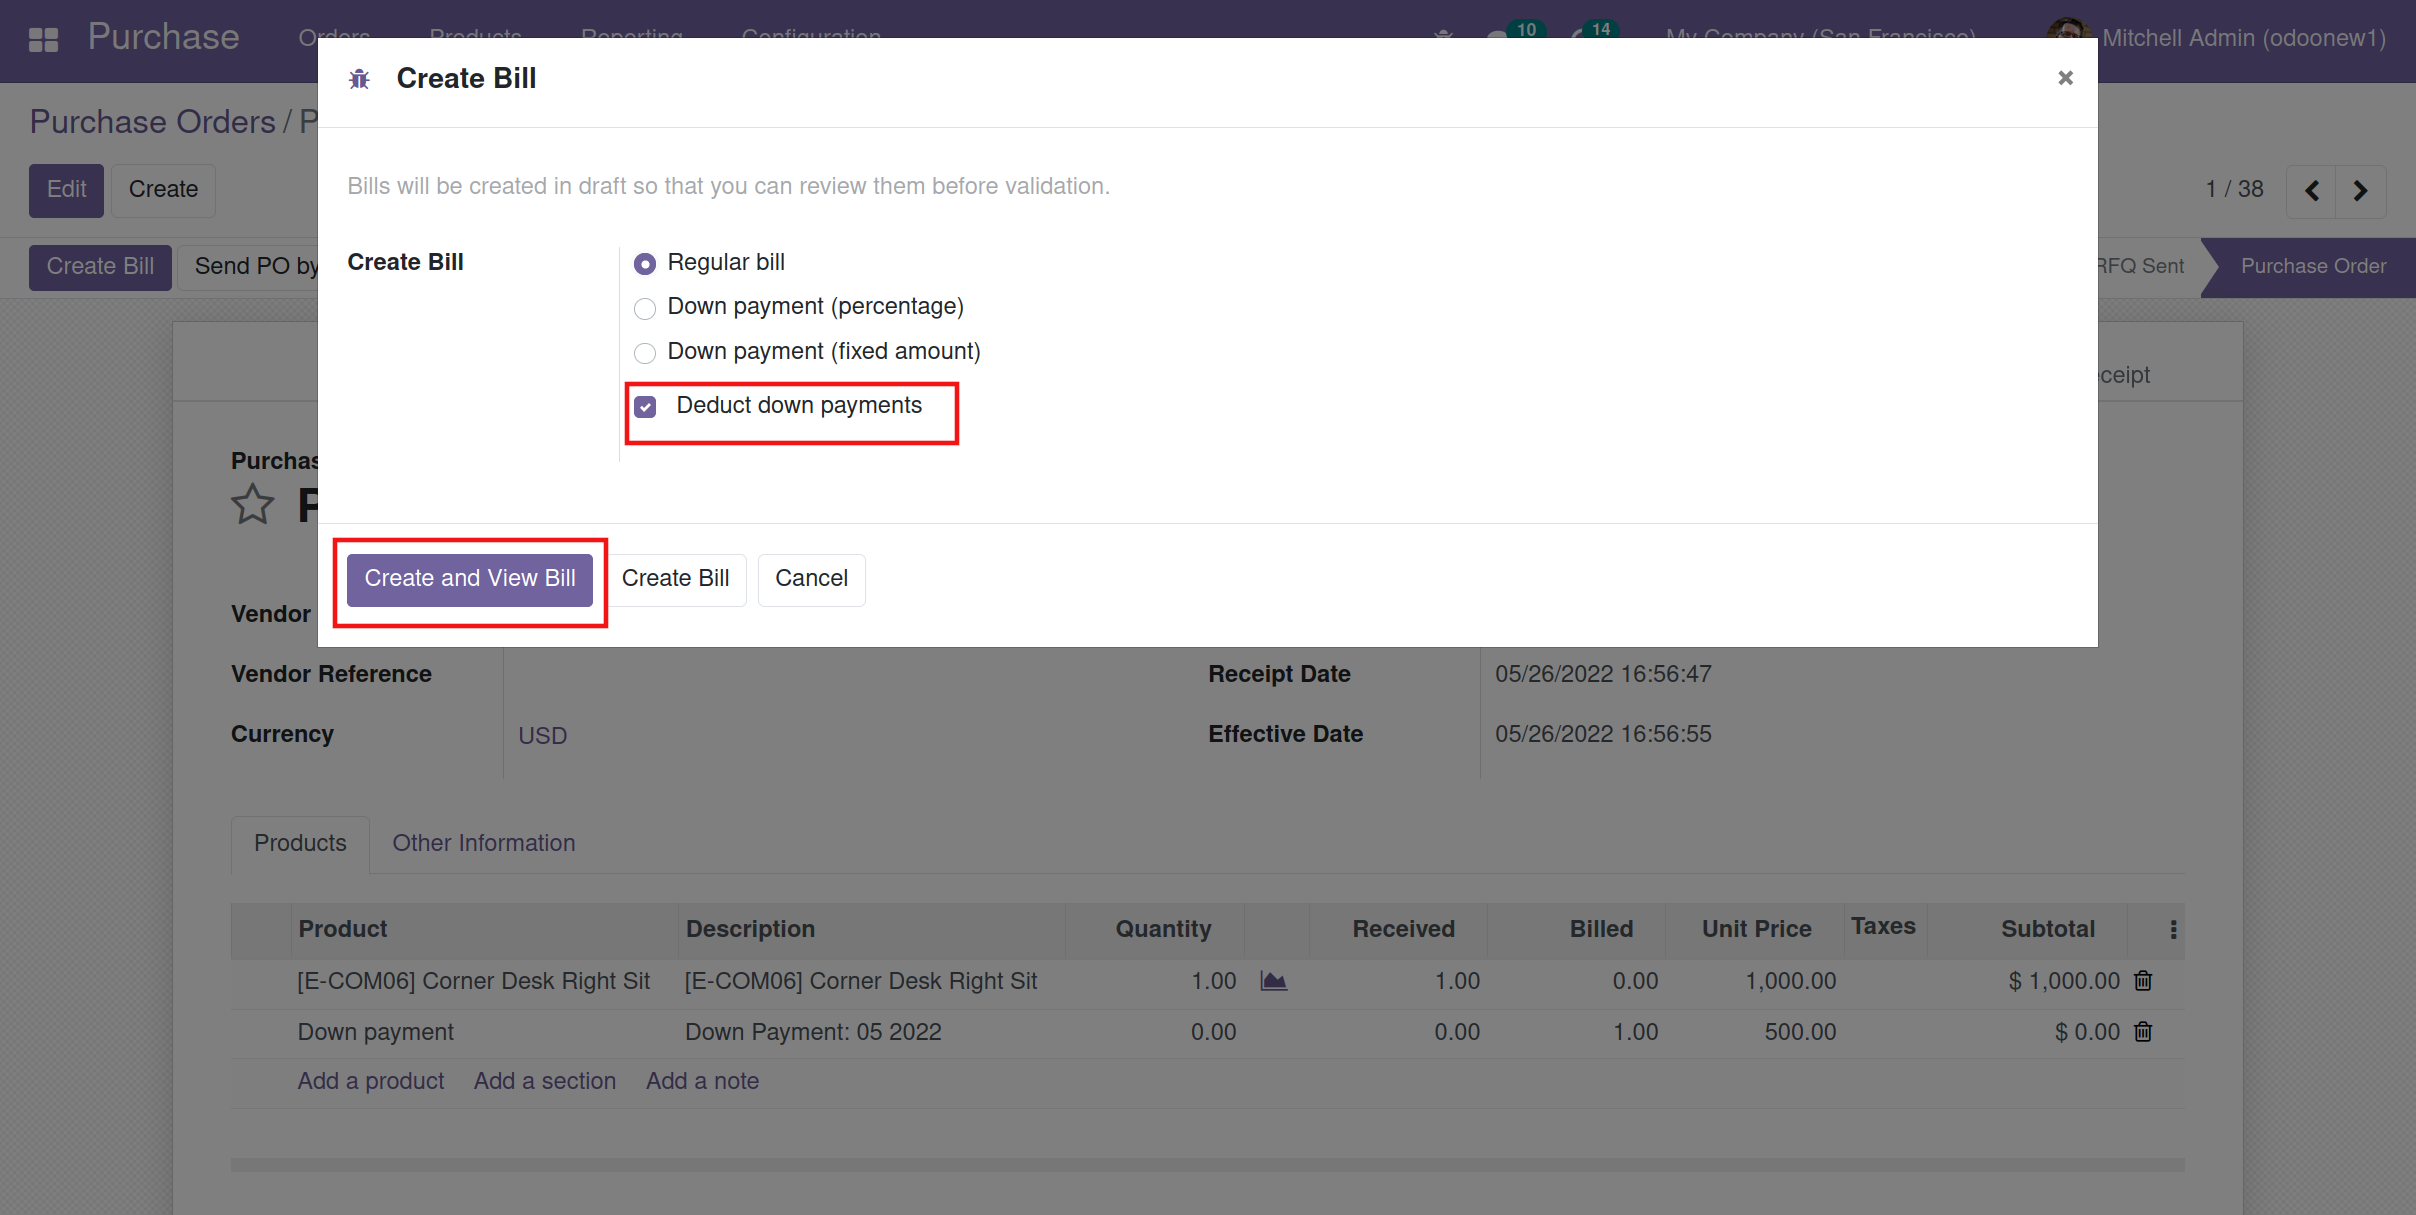 Purchase Orders Products Reporting Configuration 10 14 My Company (San Francisco) Mitchell Admin (odoonew1)
Create Bill ×
Purchase Orders / P
Bills will be created in draft so that you can review them before validation.
Edit Create 1 / 38
Create Bill Send PO by RFQ Sent Purchase Order
Create Bill
Regular bill
Down payment (percentage)
Down payment (fixed amount)
Deduct down payments
Create and View Bill Create Bill Cancel
Vendor
Vendor Reference
Currency USD
Receipt Date 05/26/2022 16:56:47
Effective Date 05/26/2022 16:56:55
Products Other Information
Product Description Quantity Received Billed Unit Price Taxes Subtotal
[E-COM06] Corner Desk Right Sit [E-COM06] Corner Desk Right Sit 1.00 1.00 0.00 1,000.00 $ 1,000.00
Down payment Down Payment: 05 2022 0.00 0.00 1.00 500.00 $ 0.00
Add a product Add a section Add a note